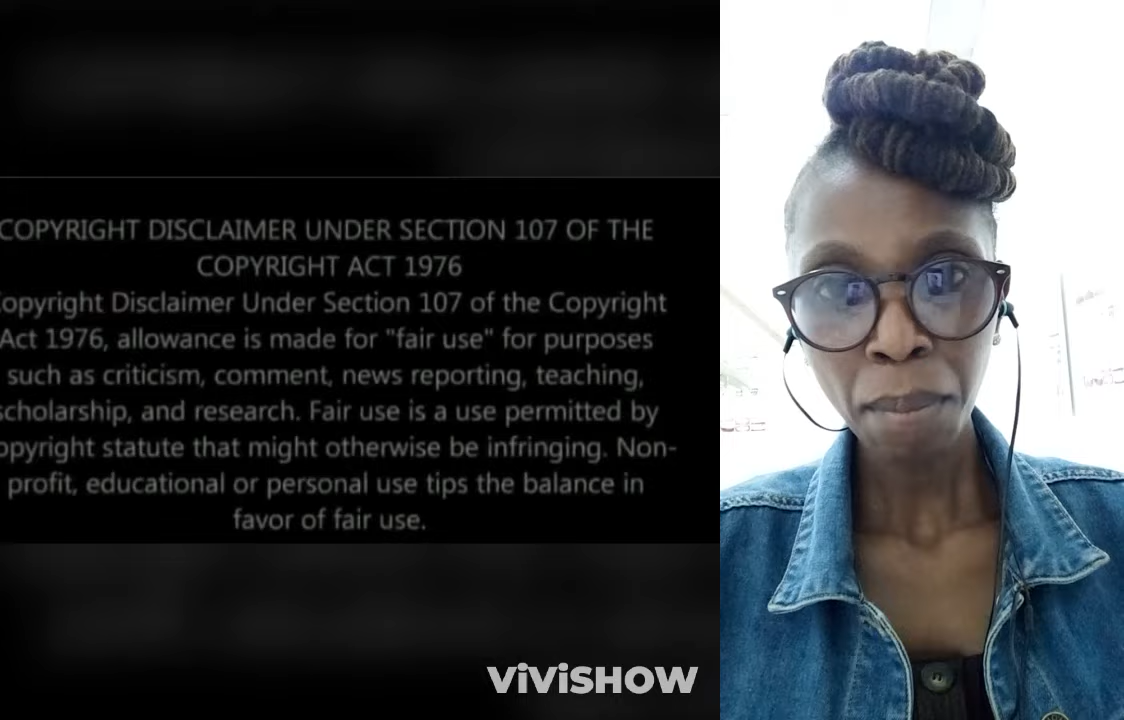 COPYRIGHT DISCLAIMER UNDER SECTION 107 OF THE
COPYRIGHT ACT 1976
opyright Disclaimer Under Section 107 of the Copyright
Act 1976, allowance is made for "fair use" for purposes
such as criticism, comment, news reporting, teaching,
scholarship, and research. Fair use is a use permitted by
opyright statute that might otherwise be infringing. Non-
profit, educational or personal use tips the balance in
favor of fair use.
ViViSHOW